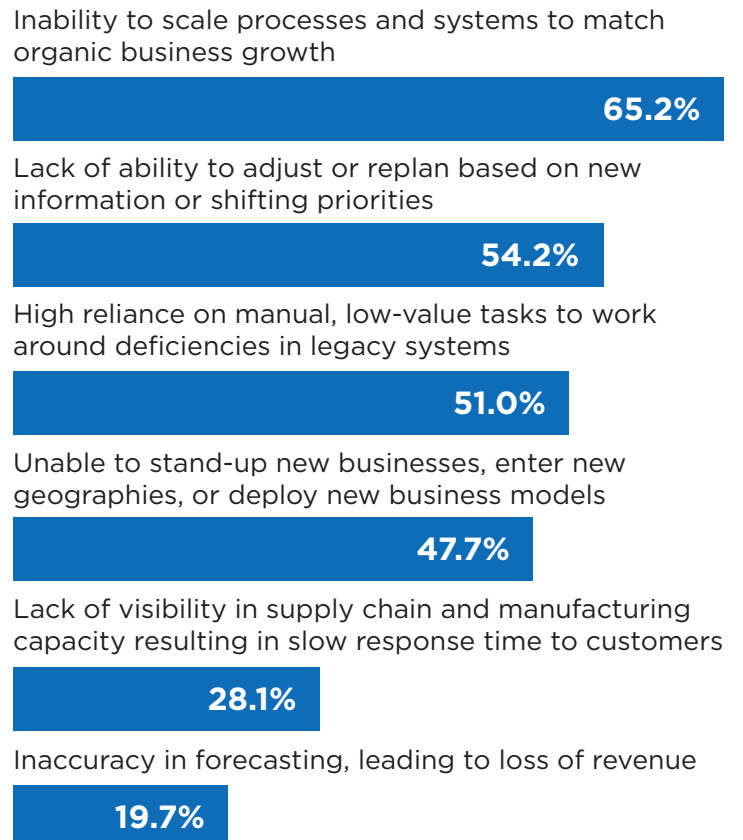 Inability to scale processes and systems to match
organic business growth
65.2%
Lack of ability to adjust or replan based on new
information or shifting priorities
54.2%
High reliance on manual, low-value tasks to work
around deficiencies in legacy systems
51.0%
Unable to stand-up new businesses, enter new
geographies, or deploy new business models
47.7%
Lack of visibility in supply chain and manufacturing
capacity resulting in slow response time to customers
28.1%
Inaccuracy in forecasting, leading to loss of revenue
19.7%